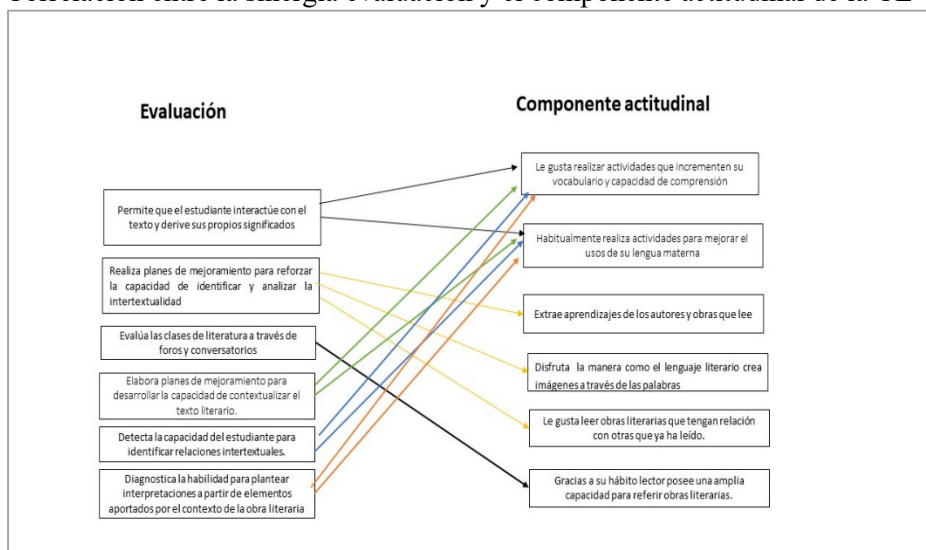 Evaluación
Permite que el estudiante interactúe con el
texto y derive sus propios significados
Realiza planes de mejoramiento para reforzar
la capacidad de identificar y analizar la
intertextualidad
Evalúa las clases de literatura a través de
foros y conversatorios
Elabora planes de mejoramiento para
desarrollar la capacidad de contextualizar el
texto literario.
Detecta la capacidad del estudiante para
identificar relaciones intertextuales.
Diagnostica la habilidad para plantear
interpretaciones a partir de elementos
aportados por el contexto de la obra literaria
Componente actitudinal
Le gusta realizar actividades que incrementen su
vocabulario y capacidad de comprensión
Habitualmente realiza actividades para mejorar el
usos de su lengua materna
Extrae aprendizajes de los autores y obras que lee
Disfruta la manera como el lenguaje literario crea
imágenes a través de las palabras
Le gusta leer obras literarias que tengan relación
con otras que ya ha leído.
Gracias a su hábito lector posee una amplia
capacidad para referir obras literarias.